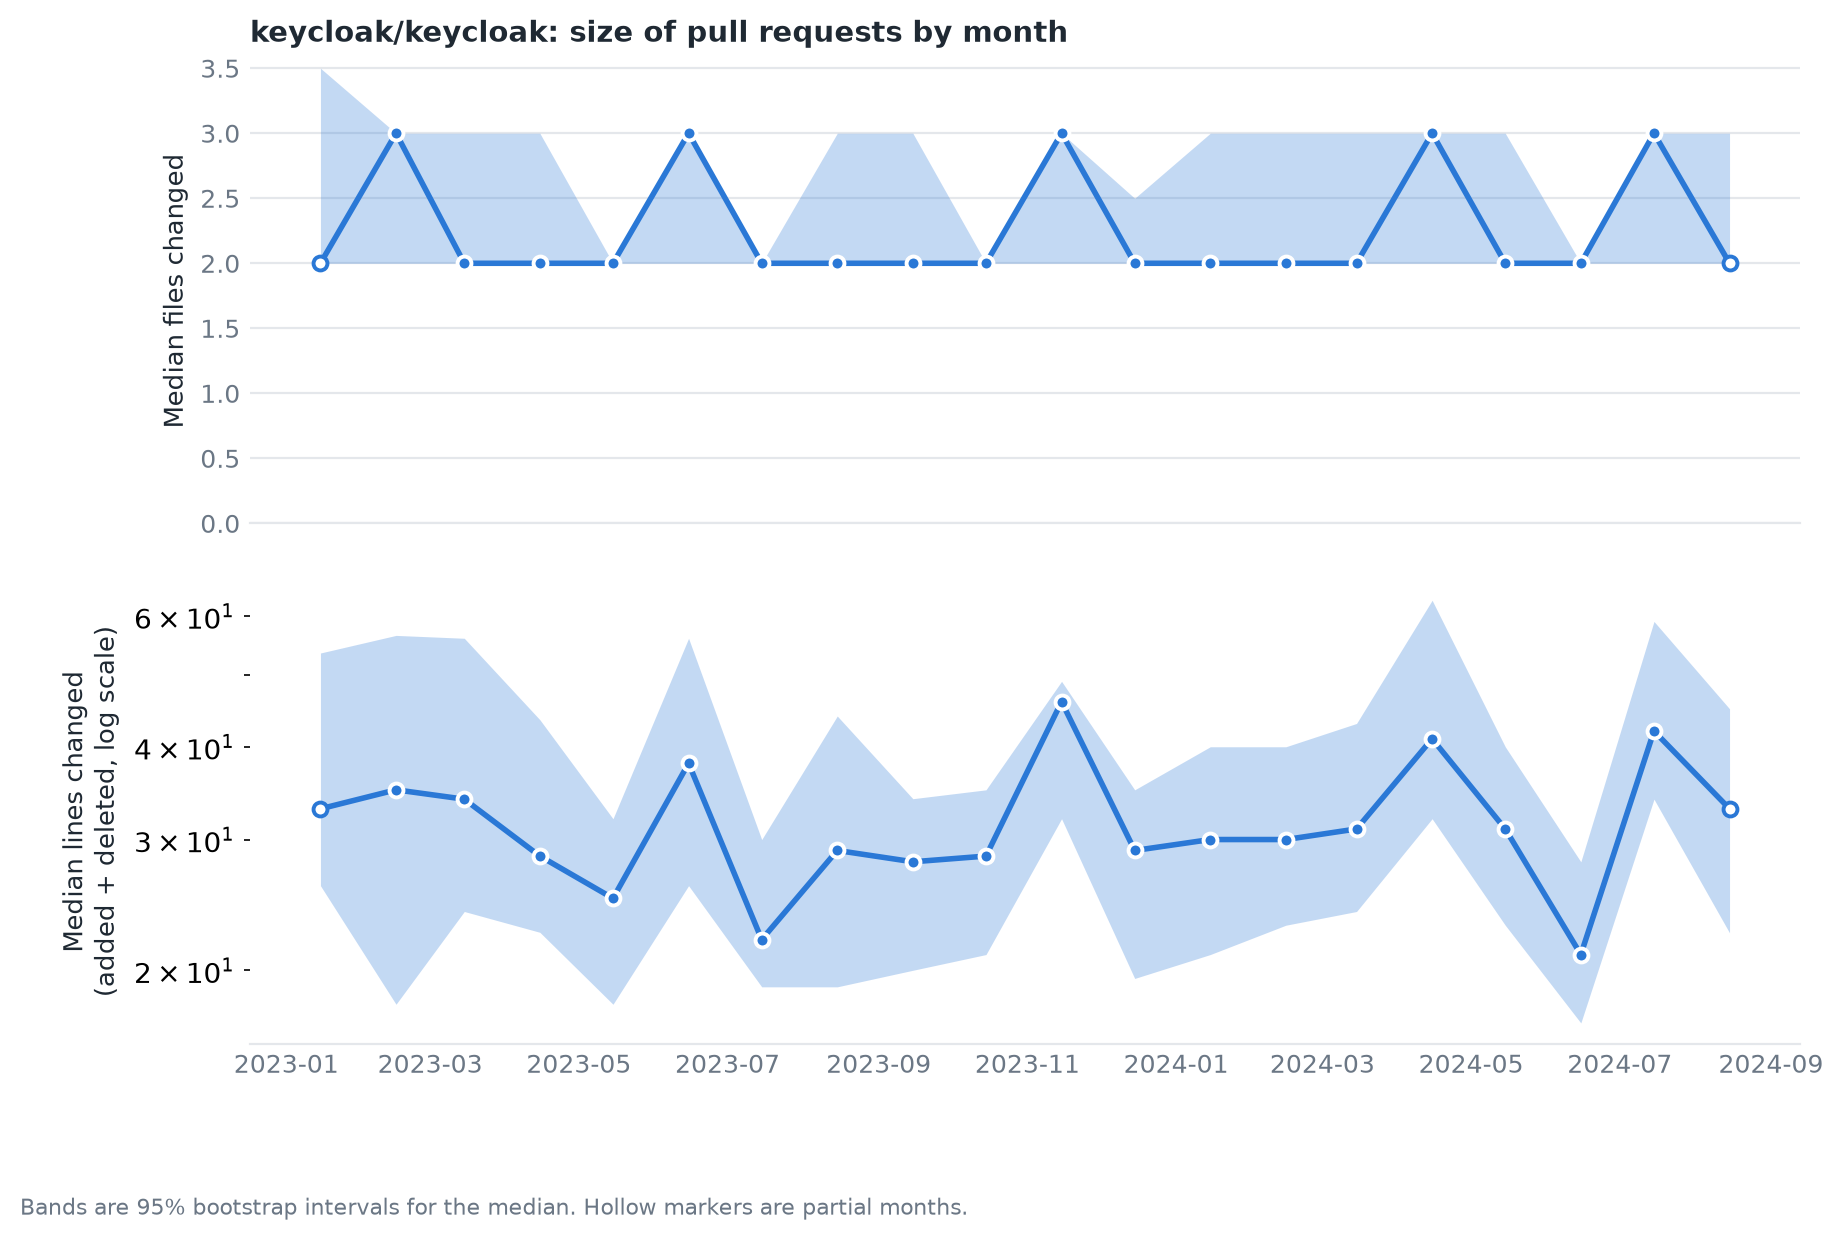 keycloak/keycloak: size of pull requests by month
Median files changed
3.5
3.0
2.5
2.0
1.5
1.0
0.5
0.0
Median lines changed
(added + deleted, log scale)
6 × 10¹
4 × 10¹
3 × 10¹
2 × 10¹
2023-01 2023-03 2023-05 2023-07 2023-09 2023-11 2024-01 2024-03 2024-05 2024-07 2024-09
Bands are 95% bootstrap intervals for the median. Hollow markers are partial months.